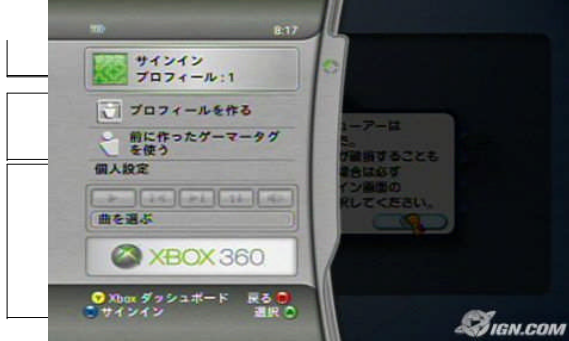 8:17
サインイン
プロフィール:1
プロフィールを作る
前に作ったゲーマータグ
を使う
個人設定
曲を選ぶ
XBOX 360
Y Xbox ダッシュボード 戻る B
X サインイン 選択 A
ューアーは
た。
が破損することも
場合は必ず
イン画面の
択してください。
IGN.COM